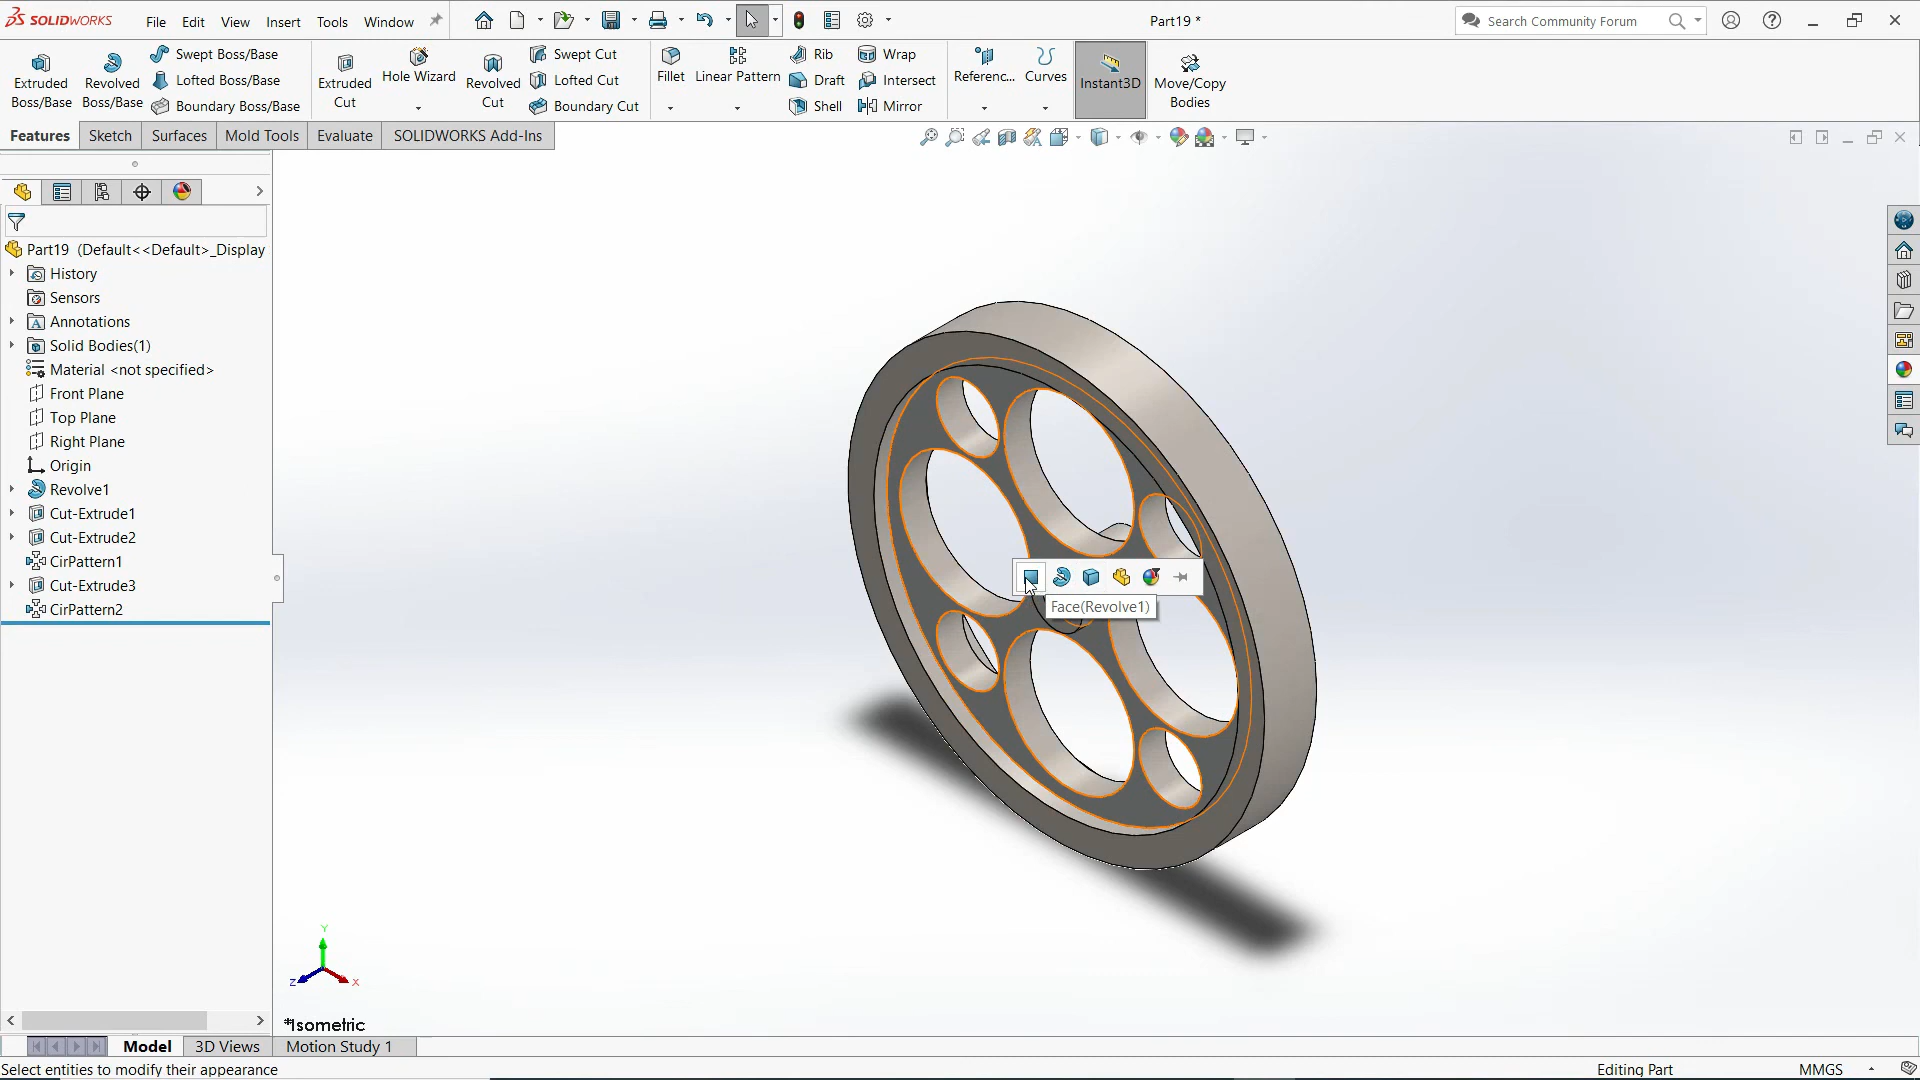 SOLIDWORKS File Edit View Insert Tools Window Part19 * Search Community Forum
Extruded Boss/Base
Revolved Boss/Base
Swept Boss/Base
Lofted Boss/Base
Boundary Boss/Base
Extruded Cut
Hole Wizard
Revolved Cut
Swept Cut
Lofted Cut
Boundary Cut
Fillet
Linear Pattern
Rib
Draft
Shell
Wrap
Intersect
Mirror
Referenc...
Curves
Instant3D
Move/Copy Bodies
Features Sketch Surfaces Mold Tools Evaluate SOLIDWORKS Add-Ins
Part19 (Default<<Default>_Display
History
Sensors
Annotations
Solid Bodies(1)
Material <not specified>
Front Plane
Top Plane
Right Plane
Origin
Revolve1
Cut-Extrude1
Cut-Extrude2
CirPattern1
Cut-Extrude3
CirPattern2
Face(Revolve1)
Y
Z
X
*Isometric
Model 3D Views Motion Study 1
Select entities to modify their appearance Editing Part MMGS